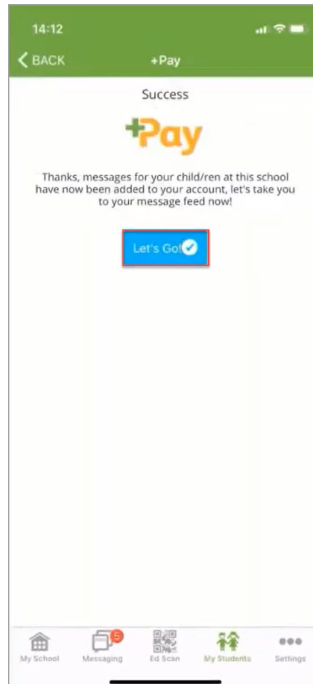 14:12
BACK
+Pay
Success
+Pay
Thanks, messages for your child/ren at this school
have now been added to your account, let's take you
to your message feed now!
Let's Go!
5
My School
Messaging
Ed Scan
My Students
Settings